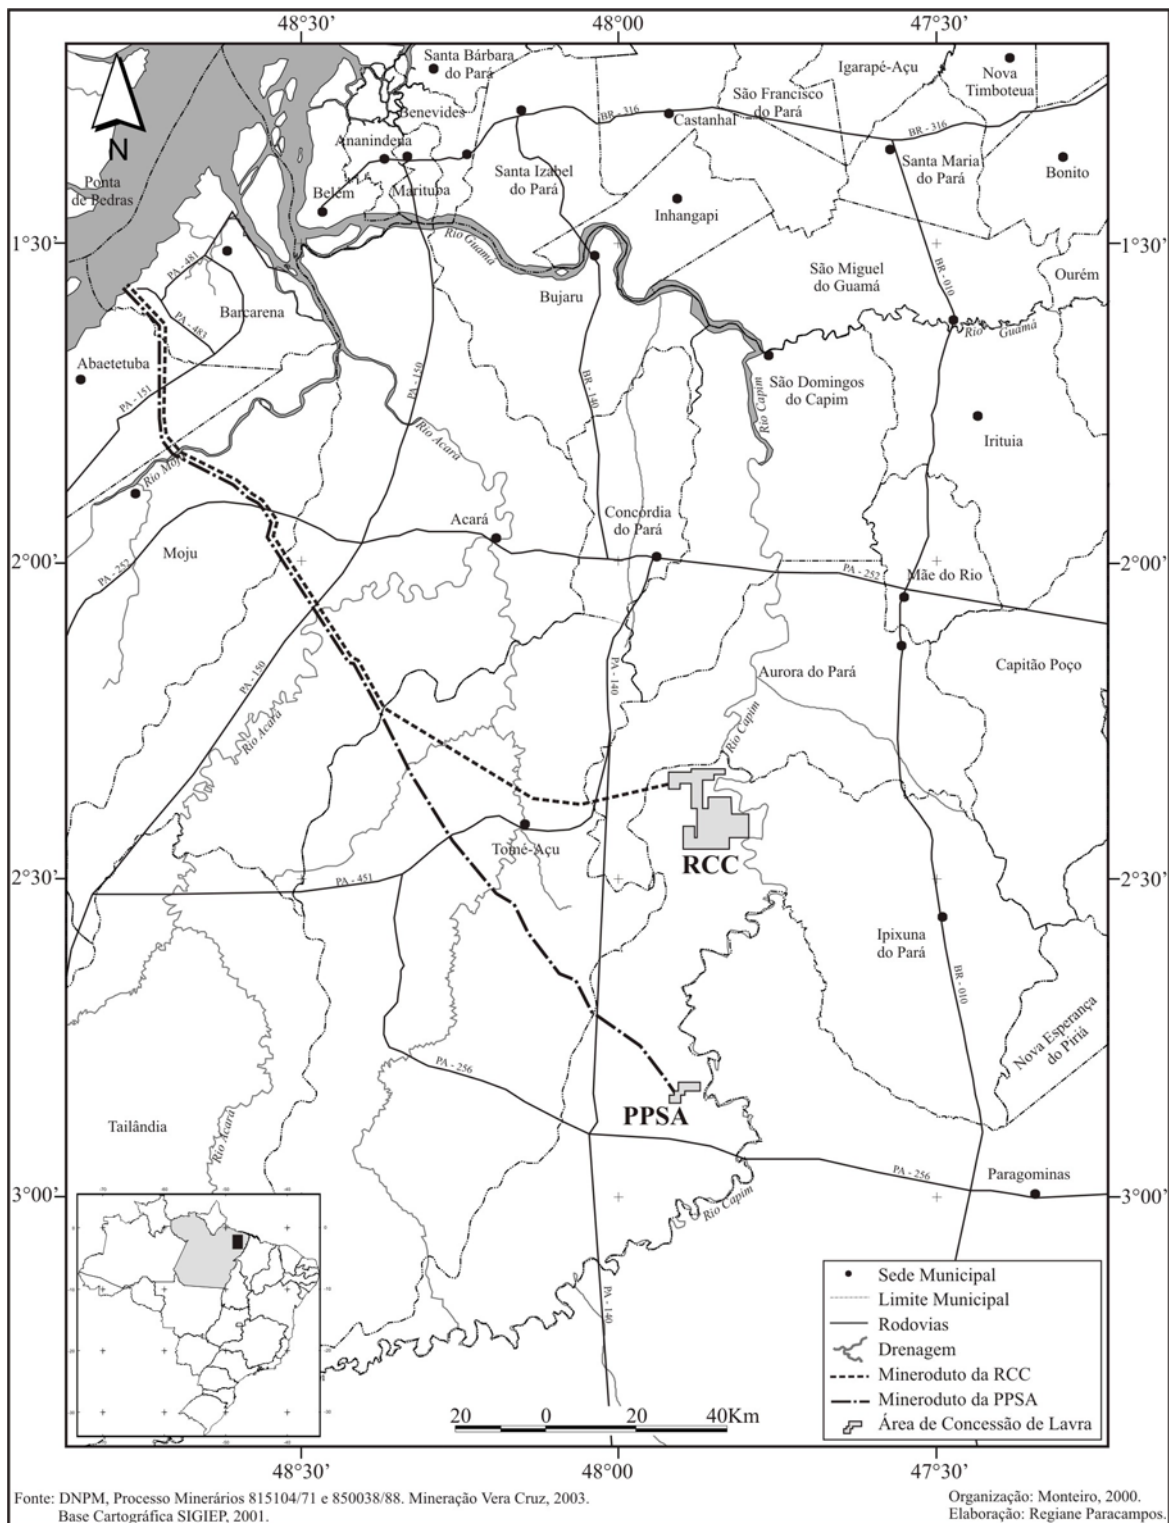 48°30'
48°00'
47°30'
Santa Bárbara
do Pará
Igarapé-Açu
Nova
Timboteua
São Francisco
do Pará
Benevides
BR - 316
Castanhal
BR - 316
N
Ananindena
Santa Izabel
do Pará
Santa Maria
do Pará
Bonito
Ponta
de Pedras
Belém
Marituba
Inhangapi
Rio Guamá
1°30'
1°30'
PA - 481
São Miguel
do Guamá
Ourém
BR - 010
Bujaru
Barcarena
PA - 483
Rio Guamá
Abaetetuba
PA - 150
BR - 140
São Domingos
do Capim
Rio Capim
PA - 151
Irituia
Rio Acará
Rio Moju
Concórdia
do Pará
Acará
Moju
2°00'
2°00'
PA - 252
PA - 252
Mãe do Rio
PA - 150
PA - 140
Aurora do Pará
Capitão Poço
Rio Acará
Rio Capim
Tomé-Açu
RCC
2°30'
2°30'
PA - 451
Ipixuna
do Pará
BR - 010
Nova Esperança
do Piriá
PA - 256
PPSA
Tailândia
Rio Acará
PA - 256
Paragominas
3°00'
3°00'
Rio Capim
PA - 140
Sede Municipal
Limite Municipal
Rodovias
Drenagem
Mineroduto da RCC
Mineroduto da PPSA
Área de Concessão de Lavra
20 0 20 40Km
48°30'
48°00'
47°30'
Fonte: DNPM, Processo Minerários 815104/71 e 850038/88. Mineração Vera Cruz, 2003.
Base Cartográfica SIGIEP, 2001.
Organização: Monteiro, 2000.
Elaboração: Regiane Paracampos.